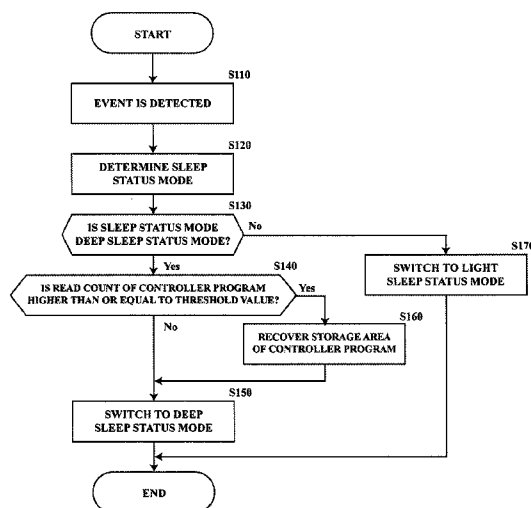 START
S110
EVENT IS DETECTED
S120
DETERMINE SLEEP
STATUS MODE
S130
IS SLEEP STATUS MODE
DEEP SLEEP STATUS MODE?
No
Yes
S170
SWITCH TO LIGHT
SLEEP STATUS MODE
S140
IS READ COUNT OF CONTROLLER PROGRAM
HIGHER THAN OR EQUAL TO THRESHOLD VALUE?
Yes
No
S160
RECOVER STORAGE AREA
OF CONTROLLER PROGRAM
S150
SWITCH TO DEEP
SLEEP STATUS MODE
END